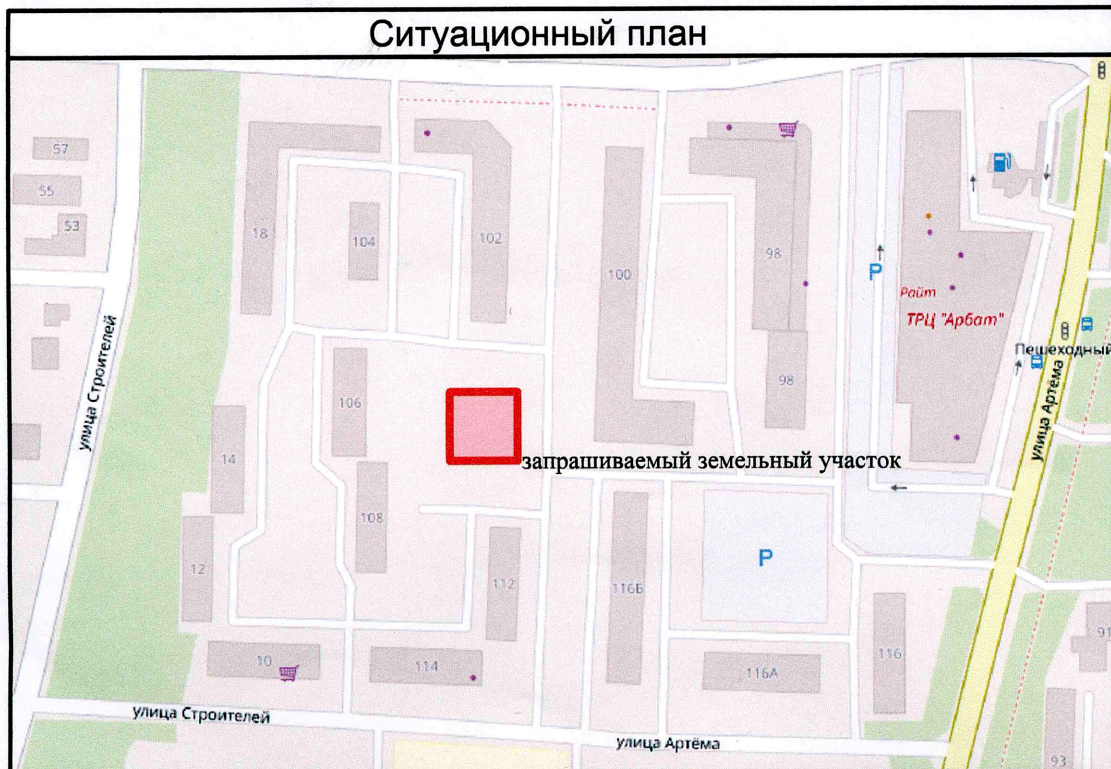 Ситуационный план
57
55
53
18
104
102
100
98
Р
Райт
ТРЦ "Арбат"
Пешеходный
улица Строителей
улица Артёма
106
98
14
запрашиваемый земельный участок
108
12
112
116Б
Р
10
114
116А
116
91
улица Строителей
улица Артёма
93